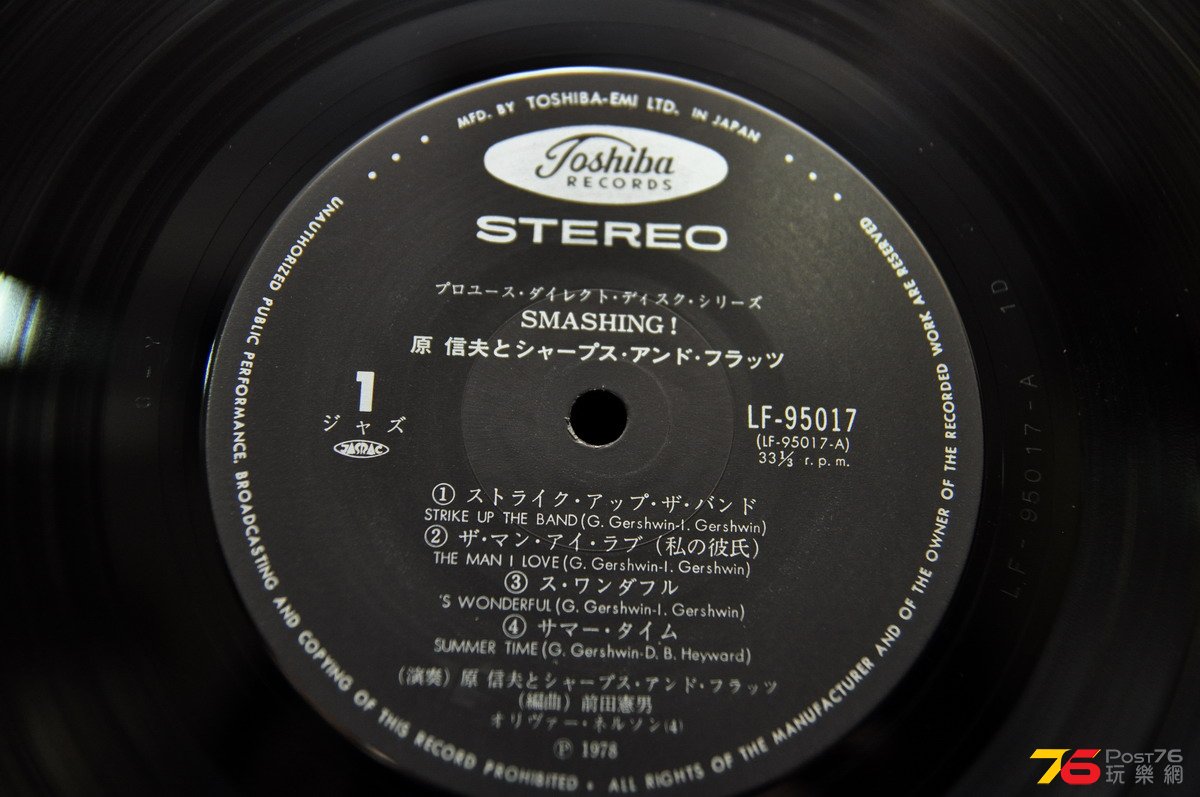 MFD. BY TOSHIBA-EMI LTD. IN JAPAN
Toshiba
RECORDS
STEREO
プロユース・ダイレクト・ディスク・シリーズ
SMASHING!
原 信夫とシャープス・アンド・フラッツ
1
ジャズ
JASRAC
LF-95017
(LF-95017-A)
33⅓ r.p.m.
① ストライク・アップ・ザ・バンド
STRIKE UP THE BAND (G. Gershwin-I. Gershwin)
② ザ・マン・アイ・ラブ (私の彼氏)
THE MAN I LOVE (G. Gershwin-I. Gershwin)
③ ス・ワンダフル
'S WONDERFUL (G. Gershwin-I. Gershwin)
④ サマー・タイム
SUMMER TIME (G. Gershwin-D. B. Heyward)
(演奏) 原 信夫とシャープス・アンド・フラッツ
(編曲) 前田憲男
オリヴァー・ネルソン(4)
Ⓟ 1978
UNAUTHORIZED PUBLIC PERFORMANCE, BROADCASTING AND COPYING OF THIS RECORD PROHIBITED • ALL RIGHTS OF THE MANUFACTURER AND OF THE OWNER OF THE RECORDED WORK ARE RESERVED
LF-95017-A 1D
76 POST76
玩樂網